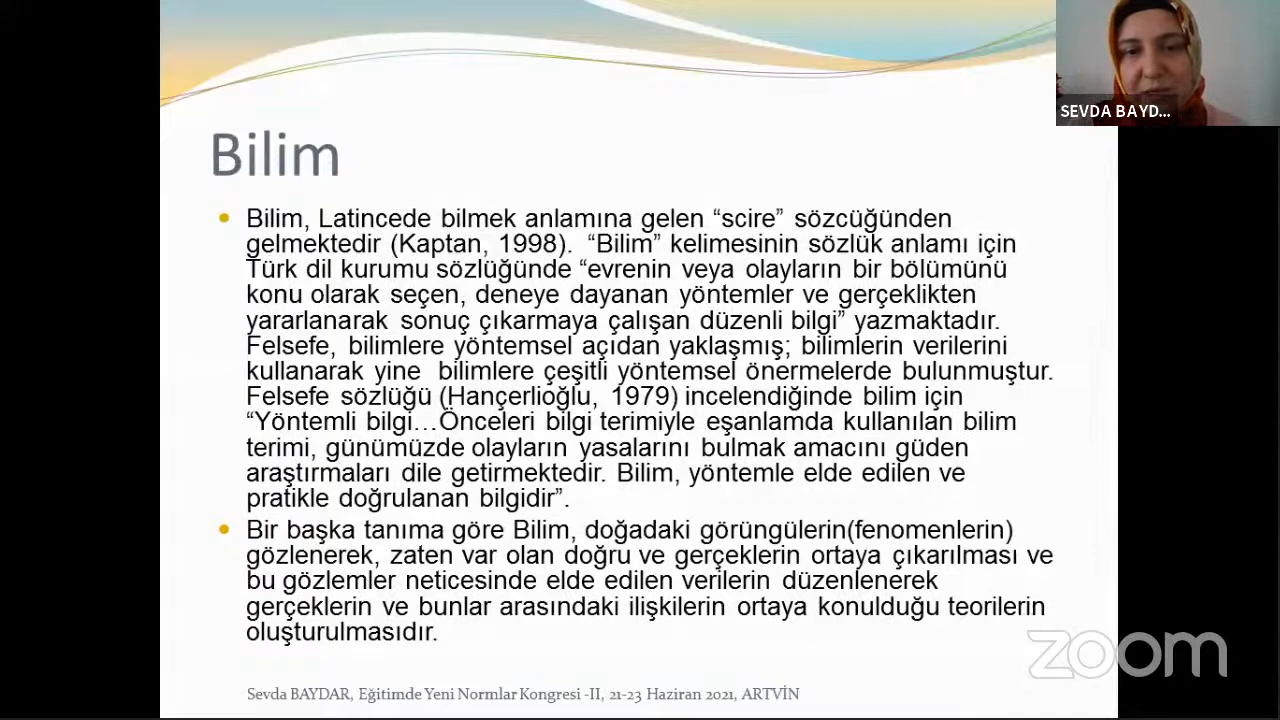 SEVDA BAYD...
Bilim
Bilim, Latincede bilmek anlamına gelen “scire” sözcüğünden
gelmektedir (Kaptan, 1998). “Bilim” kelimesinin sözlük anlamı için
Türk dil kurumu sözlüğünde “evrenin veya olayların bir bölümünü
konu olarak seçen, deneye dayanan yöntemler ve gerçeklikten
yararlanarak sonuç çıkarmaya çalışan düzenli bilgi” yazmaktadır.
Felsefe, bilimlere yöntemsel açıdan yaklaşmış; bilimlerin verilerini
kullanarak yine bilimlere çeşitli yöntemsel önermelerde bulunmuştur.
Felsefe sözlüğü (Hançerlioğlu, 1979) incelendiğinde bilim için
“Yöntemli bilgi…Önceleri bilgi terimiyle eşanlamda kullanılan bilim
terimi, günümüzde olayların yasalarını bulmak amacını güden
araştırmaları dile getirmektedir. Bilim, yöntemle elde edilen ve
pratikle doğrulanan bilgidir”.
Bir başka tanıma göre Bilim, doğadaki görüngülerin(fenomenlerin)
gözlenerek, zaten var olan doğru ve gerçeklerin ortaya çıkarılması ve
bu gözlemler neticesinde elde edilen verilerin düzenlenerek
gerçeklerin ve bunlar arasındaki ilişkilerin ortaya konulduğu teorilerin
oluşturulmasıdır.
zoom
Sevda BAYDAR, Eğitimde Yeni Normlar Kongresi -II, 21-23 Haziran 2021, ARTVİN